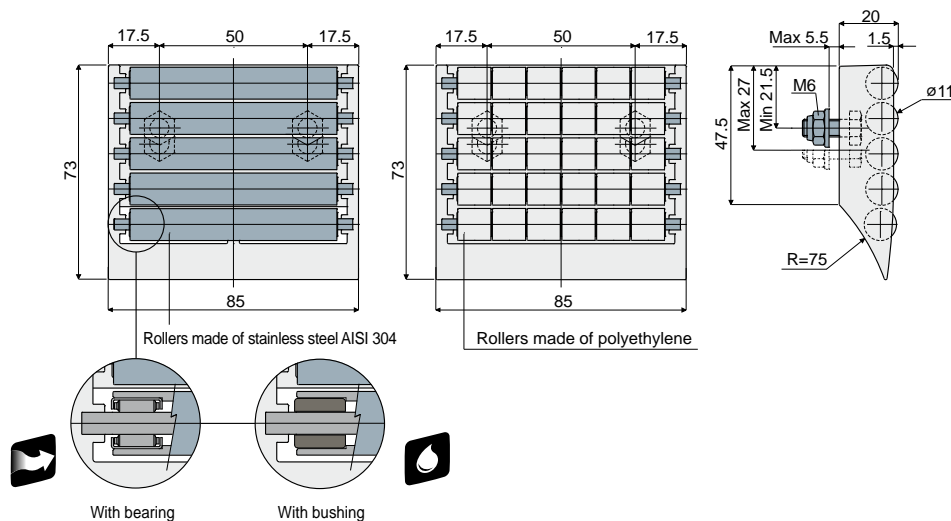 17.5 50 17.5
73
85
Rollers made of stainless steel AISI 304
17.5 50 17.5
73
85
Rollers made of polyethylene
20
Max 5.5
1.5
M6
ø11
47.5
Max 27
Min 21.5
R=75
With bearing
With bushing